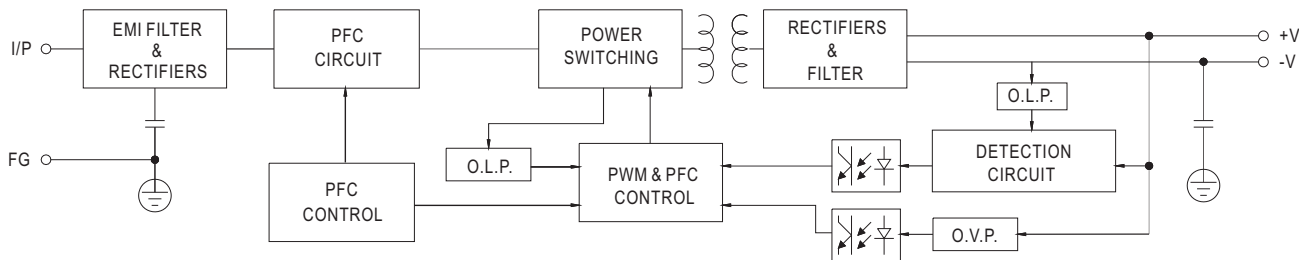 I/P
EMI FILTER
&
RECTIFIERS
PFC
CIRCUIT
POWER
SWITCHING
RECTIFIERS
&
FILTER
+V
-V
O.L.P.
FG
O.L.P.
PFC
CONTROL
PWM & PFC
CONTROL
DETECTION
CIRCUIT
O.V.P.